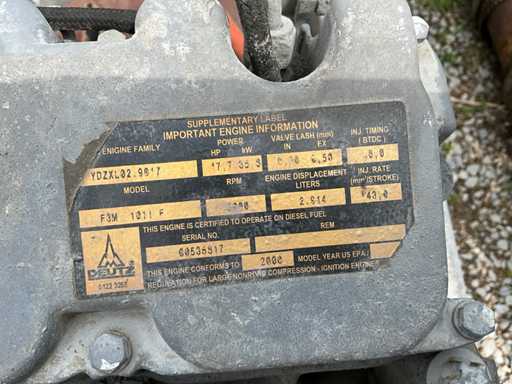 SUPPLEMENTARY LABEL
IMPORTANT ENGINE INFORMATION
ENGINE FAMILY POWER HP kW VALVE LASH (mm) IN EX INJ. TIMING (BTDC)
MODEL RPM ENGINE DISPLACEMENT LITERS INJ. RATE (mm³/STROKE)
F3M 1011 F 2.914 43.0
THIS ENGINE IS CERTIFIED TO OPERATE ON DIESEL FUEL
SERIAL NO. REM
DEUTZ
THIS ENGINE CONFORMS TO 2000 MODEL YEAR US EPA
REGULATION FOR LARGE NONROAD COMPRESSION - IGNITION ENGINES